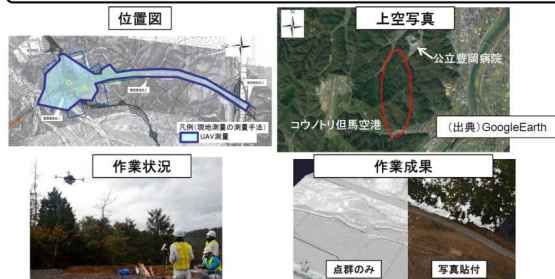 位置図
上空写真
公立豊岡病院
コウノトリ但馬空港
(出典)GoogleEarth
凡例(現地測量の測量手法)
UAV測量
作業状況
作業成果
点群のみ
写真貼付